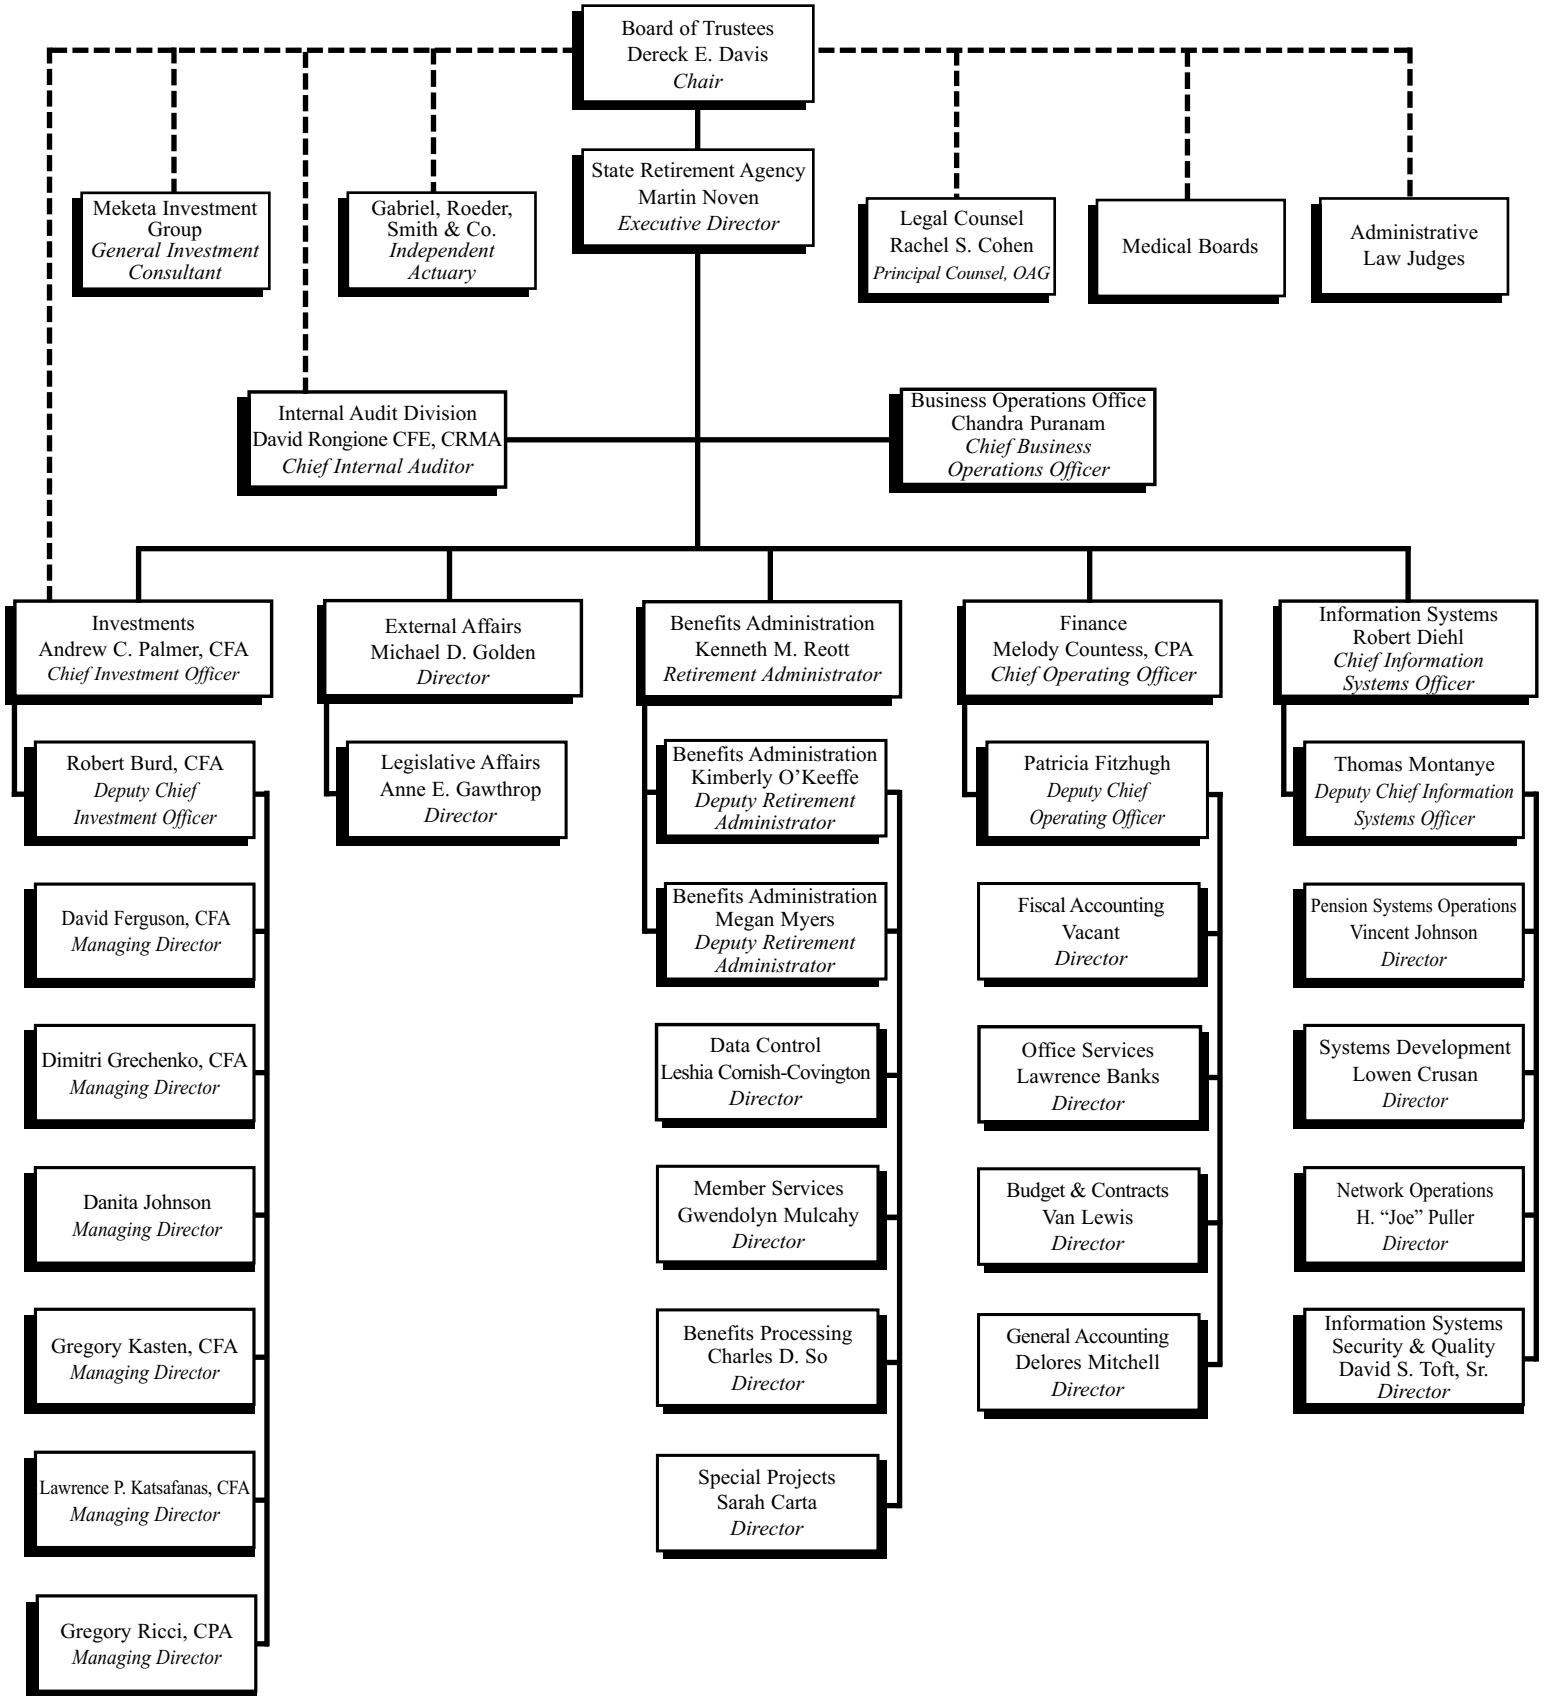 Board of Trustees
Dereck E. Davis
Chair
State Retirement Agency
Martin Noven
Executive Director
Meketa Investment
Group
General Investment
Consultant
Gabriel, Roeder,
Smith & Co.
Independent
Actuary
Legal Counsel
Rachel S. Cohen
Principal Counsel, OAG
Medical Boards
Administrative
Law Judges
Internal Audit Division
David Rongione CFE, CRMA
Chief Internal Auditor
Business Operations Office
Chandra Puranam
Chief Business
Operations Officer
Investments
Andrew C. Palmer, CFA
Chief Investment Officer
External Affairs
Michael D. Golden
Director
Benefits Administration
Kenneth M. Reott
Retirement Administrator
Finance
Melody Countess, CPA
Chief Operating Officer
Information Systems
Robert Diehl
Chief Information
Systems Officer
Robert Burd, CFA
Deputy Chief
Investment Officer
Legislative Affairs
Anne E. Gawthrop
Director
Benefits Administration
Kimberly O’Keeffe
Deputy Retirement
Administrator
Patricia Fitzhugh
Deputy Chief
Operating Officer
Thomas Montanye
Deputy Chief Information
Systems Officer
David Ferguson, CFA
Managing Director
Benefits Administration
Megan Myers
Deputy Retirement
Administrator
Fiscal Accounting
Vacant
Director
Pension Systems Operations
Vincent Johnson
Director
Dimitri Grechenko, CFA
Managing Director
Data Control
Leshia Cornish-Covington
Director
Office Services
Lawrence Banks
Director
Systems Development
Lowen Crusan
Director
Danita Johnson
Managing Director
Member Services
Gwendolyn Mulcahy
Director
Budget & Contracts
Van Lewis
Director
Network Operations
H. “Joe” Puller
Director
Gregory Kasten, CFA
Managing Director
Benefits Processing
Charles D. So
Director
General Accounting
Delores Mitchell
Director
Information Systems
Security & Quality
David S. Toft, Sr.
Director
Lawrence P. Katsafanas, CFA
Managing Director
Special Projects
Sarah Carta
Director
Gregory Ricci, CPA
Managing Director